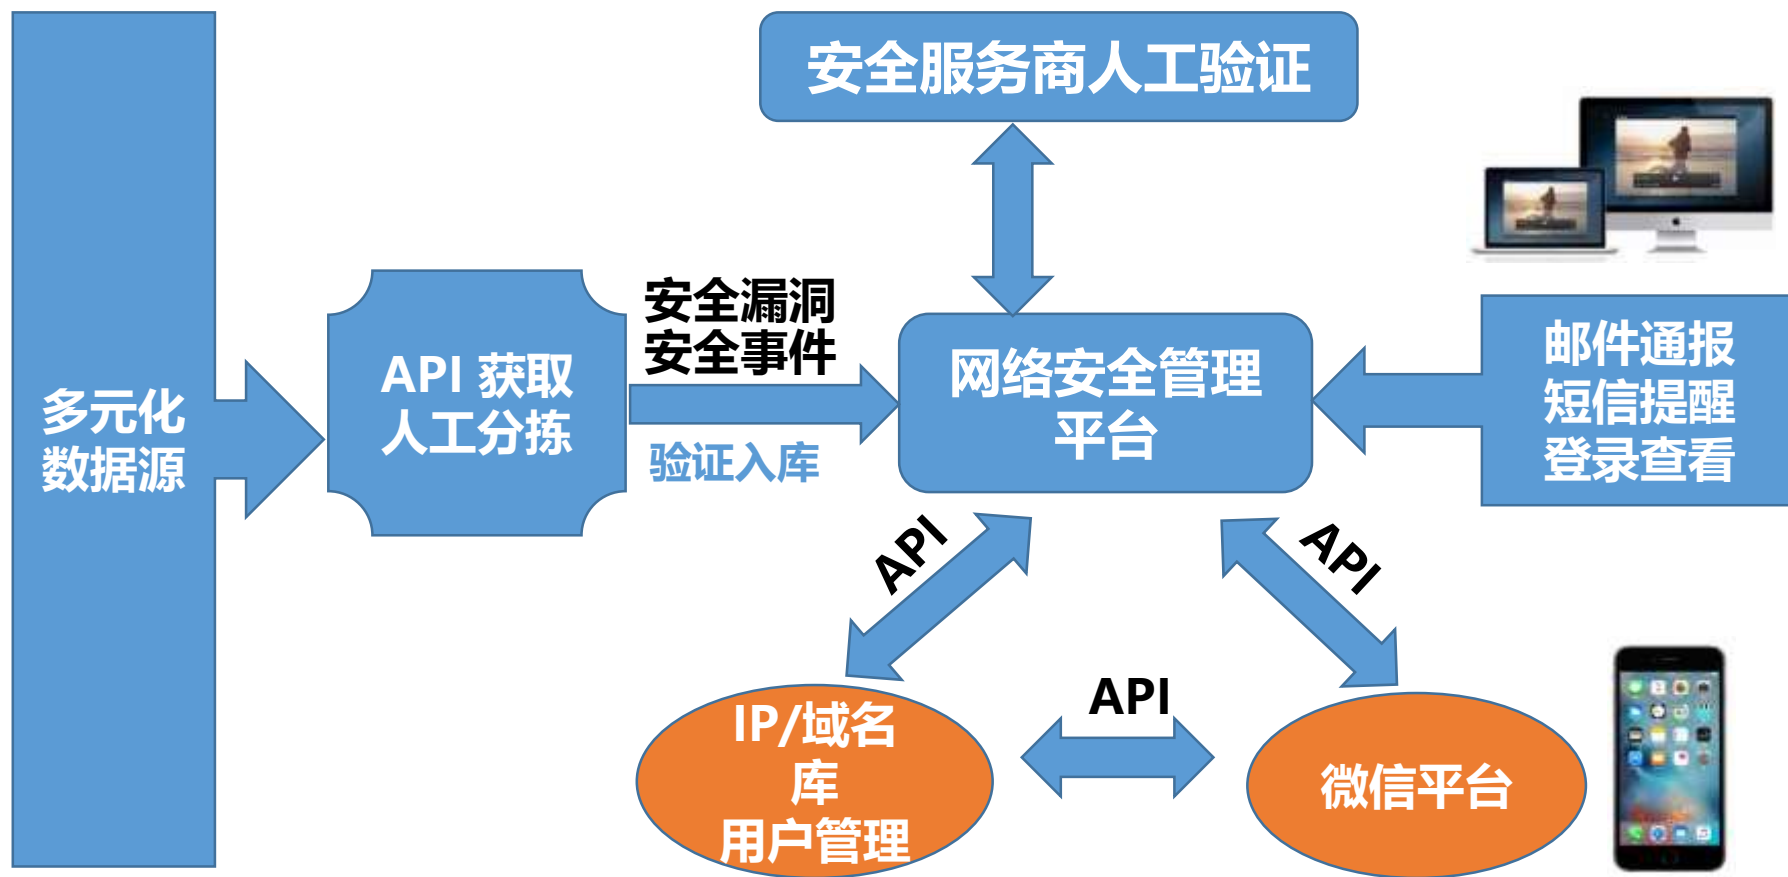 安全服务商人工验证
多元化
数据源
API 获取
人工分拣
安全漏洞
安全事件
验证入库
网络安全管理
平台
邮件通报
短信提醒
登录查看
API
API
API
IP/域名
库
用户管理
微信平台